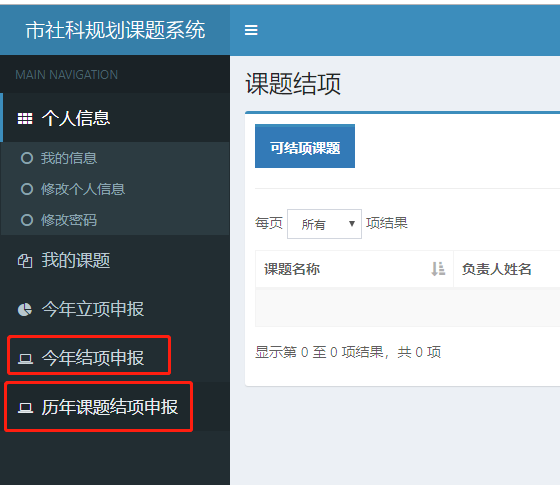 市社科规划课题系统
MAIN NAVIGATION
个人信息
我的信息
修改个人信息
修改密码
我的课题
今年立项申报
今年结项申报
历年课题结项申报
课题结项
可结项课题
每页 所有 项结果
课题名称 负责人姓名
显示第 0 至 0 项结果，共 0 项